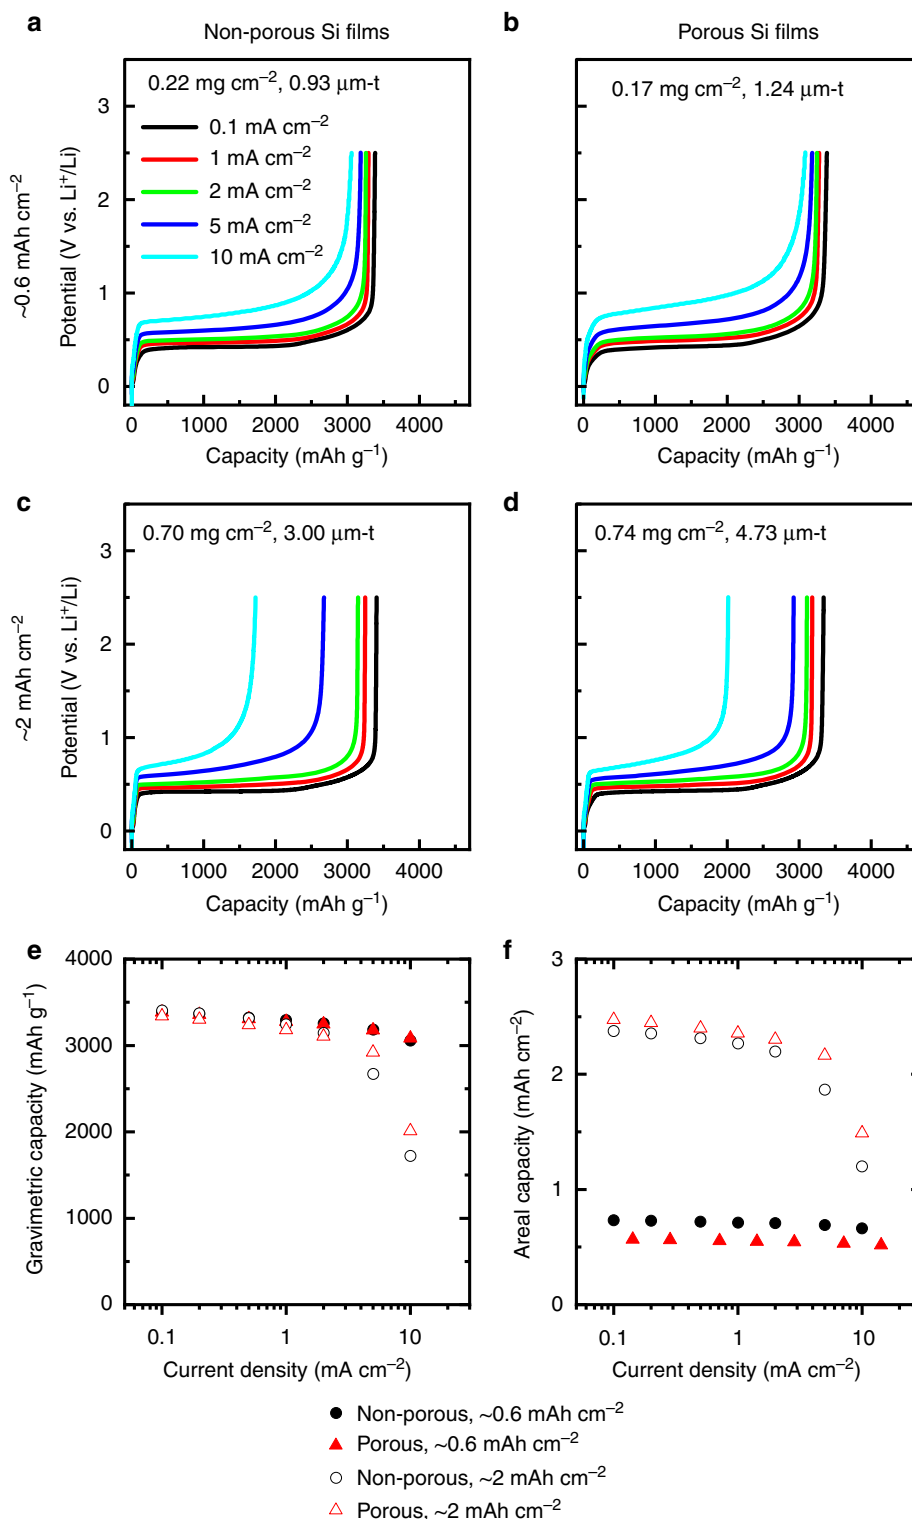 a
Non-porous Si films
b
Porous Si films
~0.6 mAh cm⁻²
Potential (V vs. Li⁺/Li)
0.22 mg cm⁻², 0.93 μm-t
0.1 mA cm⁻²
1 mA cm⁻²
2 mA cm⁻²
5 mA cm⁻²
10 mA cm⁻²
3
2
1
0
0 1000 2000 3000 4000
Capacity (mAh g⁻¹)
0.17 mg cm⁻², 1.24 μm-t
0 1000 2000 3000 4000
Capacity (mAh g⁻¹)
c
~2 mAh cm⁻²
Potential (V vs. Li⁺/Li)
0.70 mg cm⁻², 3.00 μm-t
3
2
1
0
0 1000 2000 3000 4000
Capacity (mAh g⁻¹)
d
0.74 mg cm⁻², 4.73 μm-t
0 1000 2000 3000 4000
Capacity (mAh g⁻¹)
e
Gravimetric capacity (mAh g⁻¹)
4000
3000
2000
1000
0
0.1 1 10
Current density (mA cm⁻²)
f
Areal capacity (mAh cm⁻²)
3
2
1
0
0.1 1 10
Current density (mA cm⁻²)
Non-porous, ~0.6 mAh cm⁻²
Porous, ~0.6 mAh cm⁻²
Non-porous, ~2 mAh cm⁻²
Porous, ~2 mAh cm⁻²